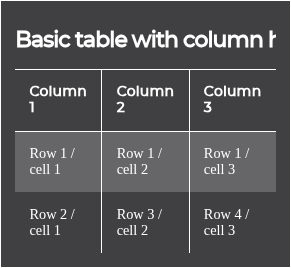 Basic table with column h
Column
1
Column
2
Column
3
Row 1 /
cell 1
Row 1 /
cell 2
Row 1 /
cell 3
Row 2 /
cell 1
Row 3 /
cell 2
Row 4 /
cell 3